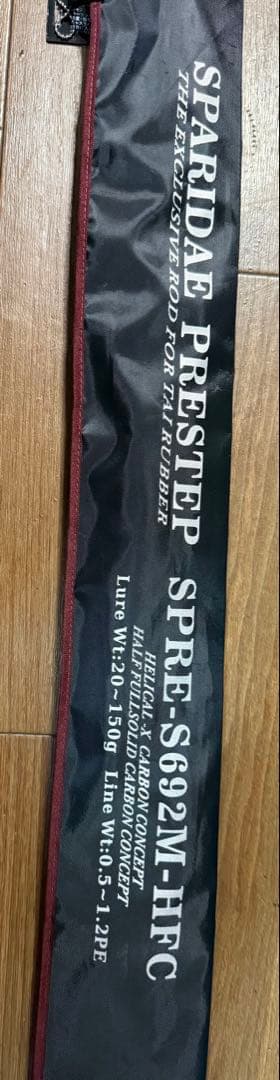 SPARIDAE PRESTEP SPRE-S692M-HFC
THE EXCLUSIVE ROD FOR TAI RUBBER
HELICAL-X CARBON CONCEPT
HALF FULLSOLID CARBON CONCEPT
Lure Wt:20~150g Line Wt:0.5~1.2PE